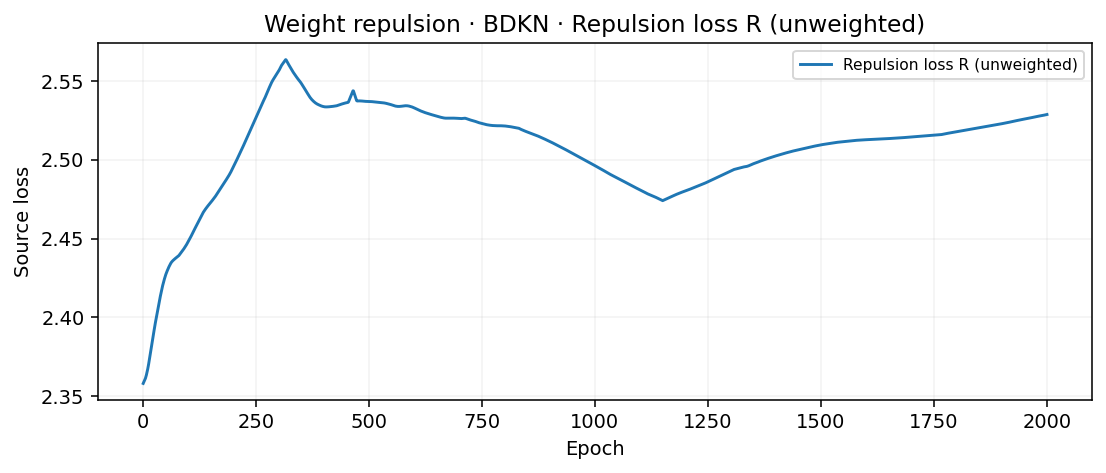 Weight repulsion · BDKN · Repulsion loss R (unweighted)
Repulsion loss R (unweighted)
Source loss
2.55
2.50
2.45
2.40
2.35
0 250 500 750 1000 1250 1500 1750 2000
Epoch